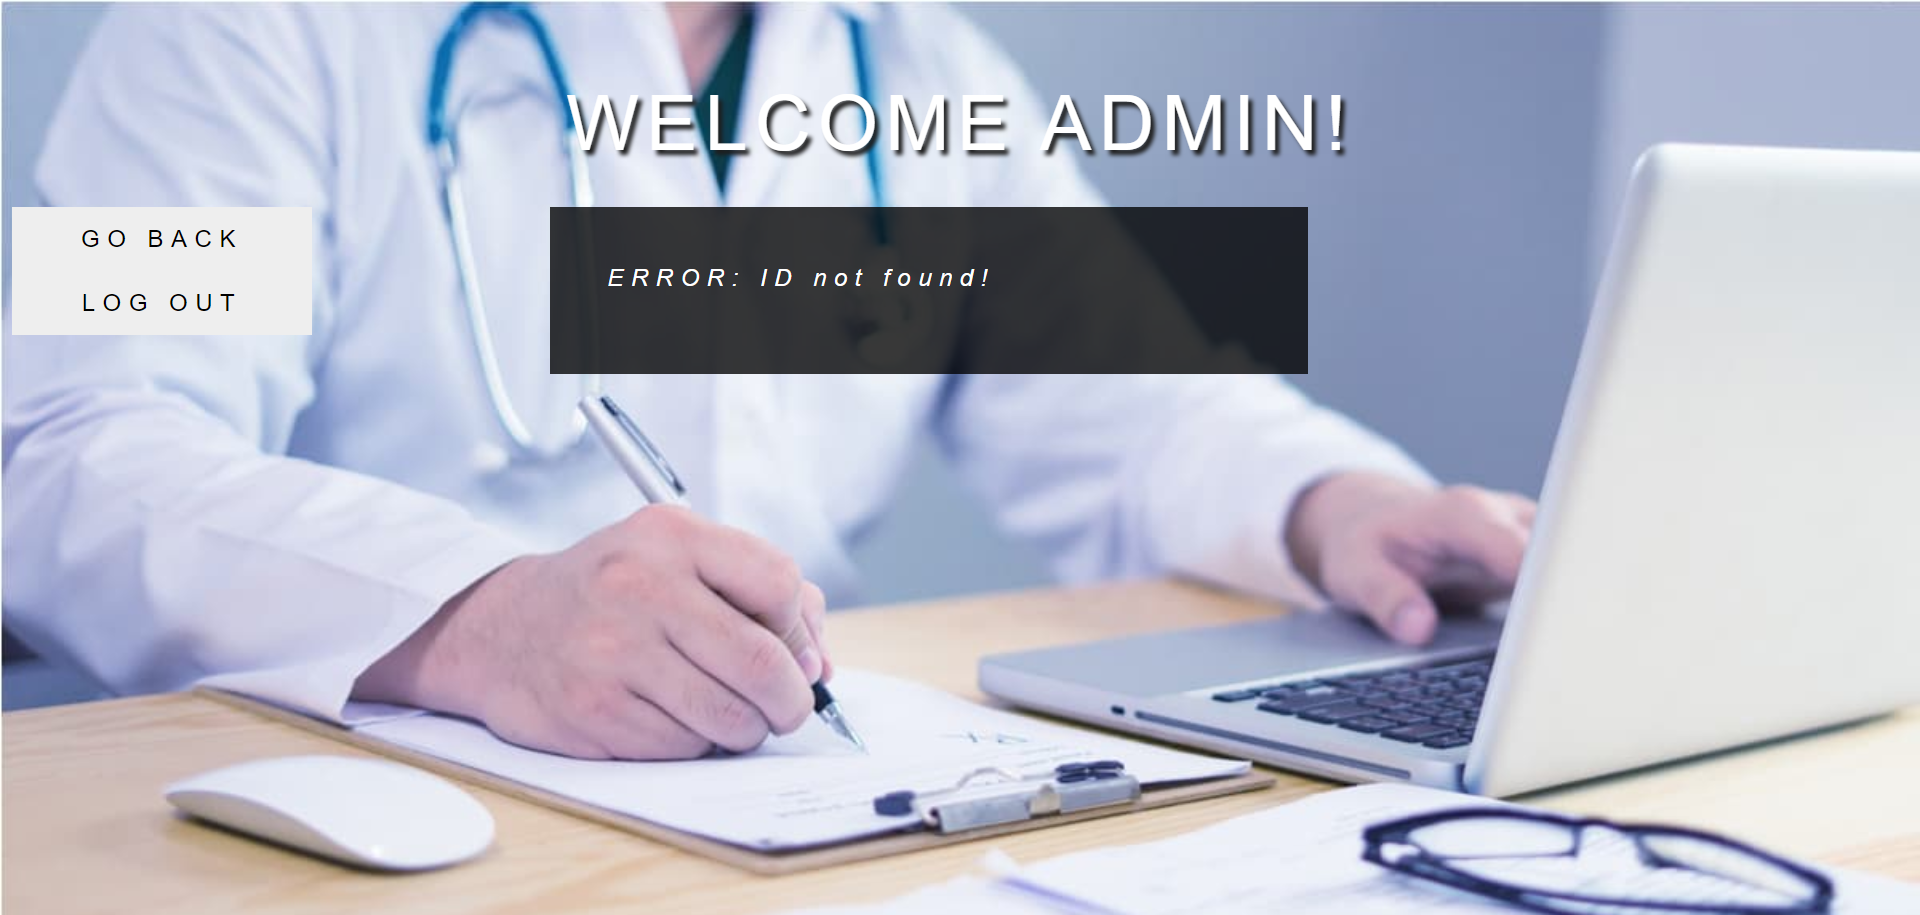 WELCOME ADMIN!
GO BACK
LOG OUT
ERROR: ID not found!